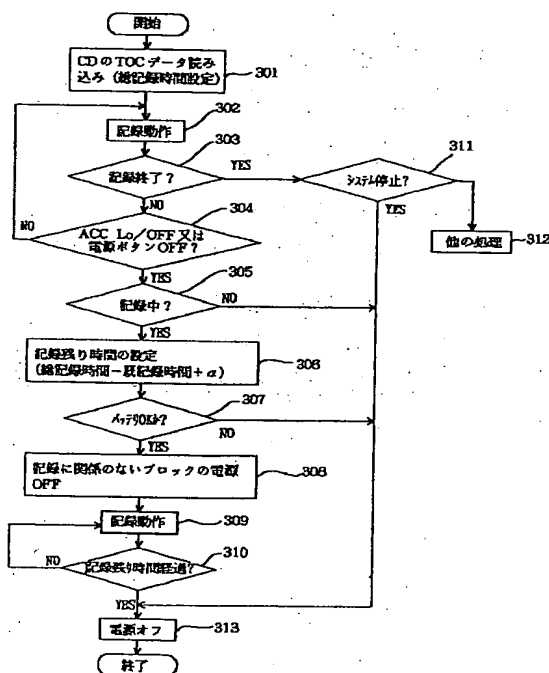 開始
CDのTOCデータ読み
込み（総記録時間設定）
301
302
記録動作
303
記録終了？
YES
311
システム停止？
NO
304
YES
NO
ACC Lo／OFF 又は
電源ボタンOFF？
他の処理
312
YES
305
記録中？
NO
YES
記録残り時間の設定
（総記録時間－既記録時間＋α）
306
307
NO
YES
記録に関係のないブロックの電源
OFF
308
記録動作
309
310
NO
記録残り時間経過？
YES
電源オフ
313
終了